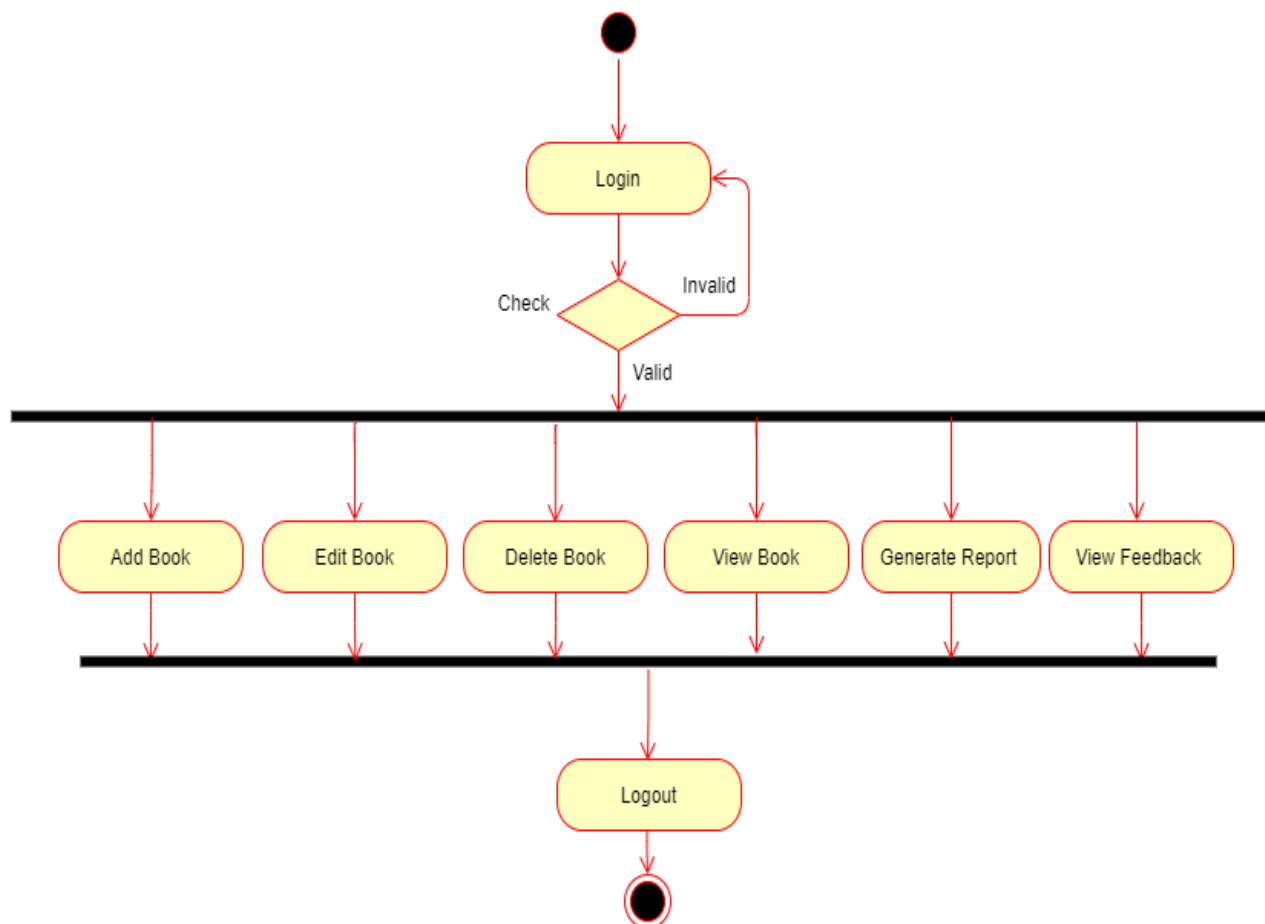 Login
Invalid
Check
Valid
Add Book
Edit Book
Delete Book
View Book
Generate Report
View Feedback
Logout